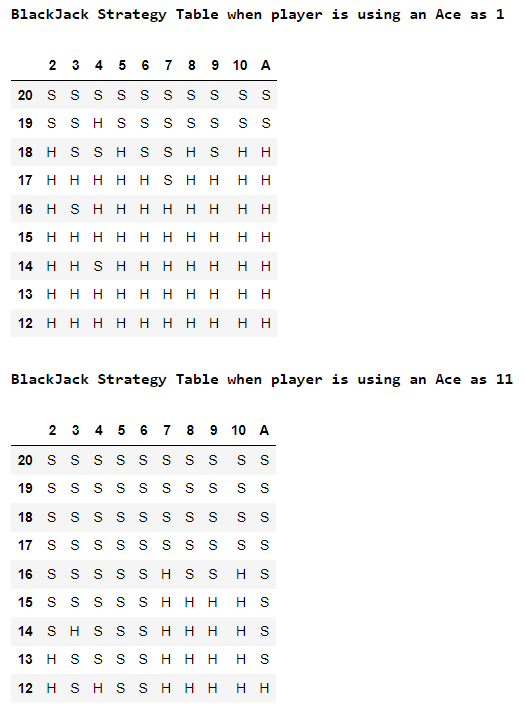 BlackJack Strategy Table when player is using an Ace as 1
2 3 4 5 6 7 8 9 10 A
20 S S S S S S S S S S
19 S S H S S S S S S S
18 H S S H S S H S H H
17 H H H H H S H H H H
16 H S H H H H H H H H
15 H H H H H H H H H H
14 H H S H H H H H H H
13 H H H H H H H H H H
12 H H H H H H H H H H
BlackJack Strategy Table when player is using an Ace as 11
2 3 4 5 6 7 8 9 10 A
20 S S S S S S S S S S
19 S S S S S S S S S S
18 S S S S S S S S S S
17 S S S S S S S S S S
16 S S S S S H S S H S
15 S S S S S H H H H S
14 S H S S S H H H H S
13 H S S S S H H H H S
12 H S H S S H H H H H